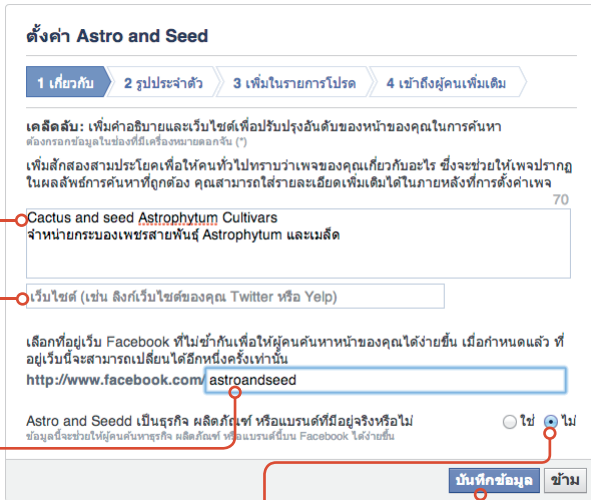 ตั้งค่า Astro and Seed
1 เกี่ยวกับ 2 รูปประจำตัว 3 เพิ่มในรายการโปรด 4 เข้าถึงผู้คนเพิ่มเติม
เคล็ดลับ: เพิ่มคำอธิบายและเว็บไซต์เพื่อปรับปรุงอันดับของหน้าของคุณในการค้นหา
ต้องกรอกข้อมูลในช่องที่มีเครื่องหมายดอกจัน (*)
เพิ่มสักสองสามประโยคเพื่อให้คนทั่วไปทราบว่าเพจของคุณเกี่ยวกับอะไร ซึ่งจะช่วยให้เพจปรากฏ
ในผลลัพธ์การค้นหาที่ถูกต้อง คุณสามารถใส่รายละเอียดเพิ่มเติมได้ในภายหลังที่การตั้งค่าเพจ
70
Cactus and seed Astrophytum Cultivars
จำหน่ายกระบองเพชรสายพันธุ์ Astrophytum และเมล็ด
เว็บไซต์ (เช่น ลิงก์เว็บไซต์ของคุณ Twitter หรือ Yelp)
เลือกที่อยู่เว็บ Facebook ที่ไม่ซ้ำกันเพื่อให้ผู้คนค้นหาหน้าของคุณได้ง่ายขึ้น เมื่อกำหนดแล้ว ที่
อยู่เว็บนี้จะสามารถเปลี่ยนได้อีกหนึ่งครั้งเท่านั้น
http://www.facebook.com/ astroandseed
Astro and Seedd เป็นธุรกิจ ผลิตภัณฑ์ หรือแบรนด์ที่มีอยู่จริงหรือไม่ ใช่ ไม่
ข้อมูลนี้จะช่วยให้ผู้คนค้นหาธุรกิจ ผลิตภัณฑ์ หรือแบรนด์นี้บน Facebook ได้ง่ายขึ้น
บันทึกข้อมูล ข้าม